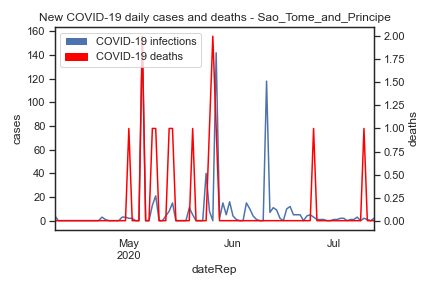 New COVID-19 daily cases and deaths - Sao_Tome_and_Principe
COVID-19 infections
COVID-19 deaths
cases
160
140
120
100
80
60
40
20
0
deaths
2.00
1.75
1.50
1.25
1.00
0.75
0.50
0.25
0.00
May
2020
Jun
Jul
dateRep